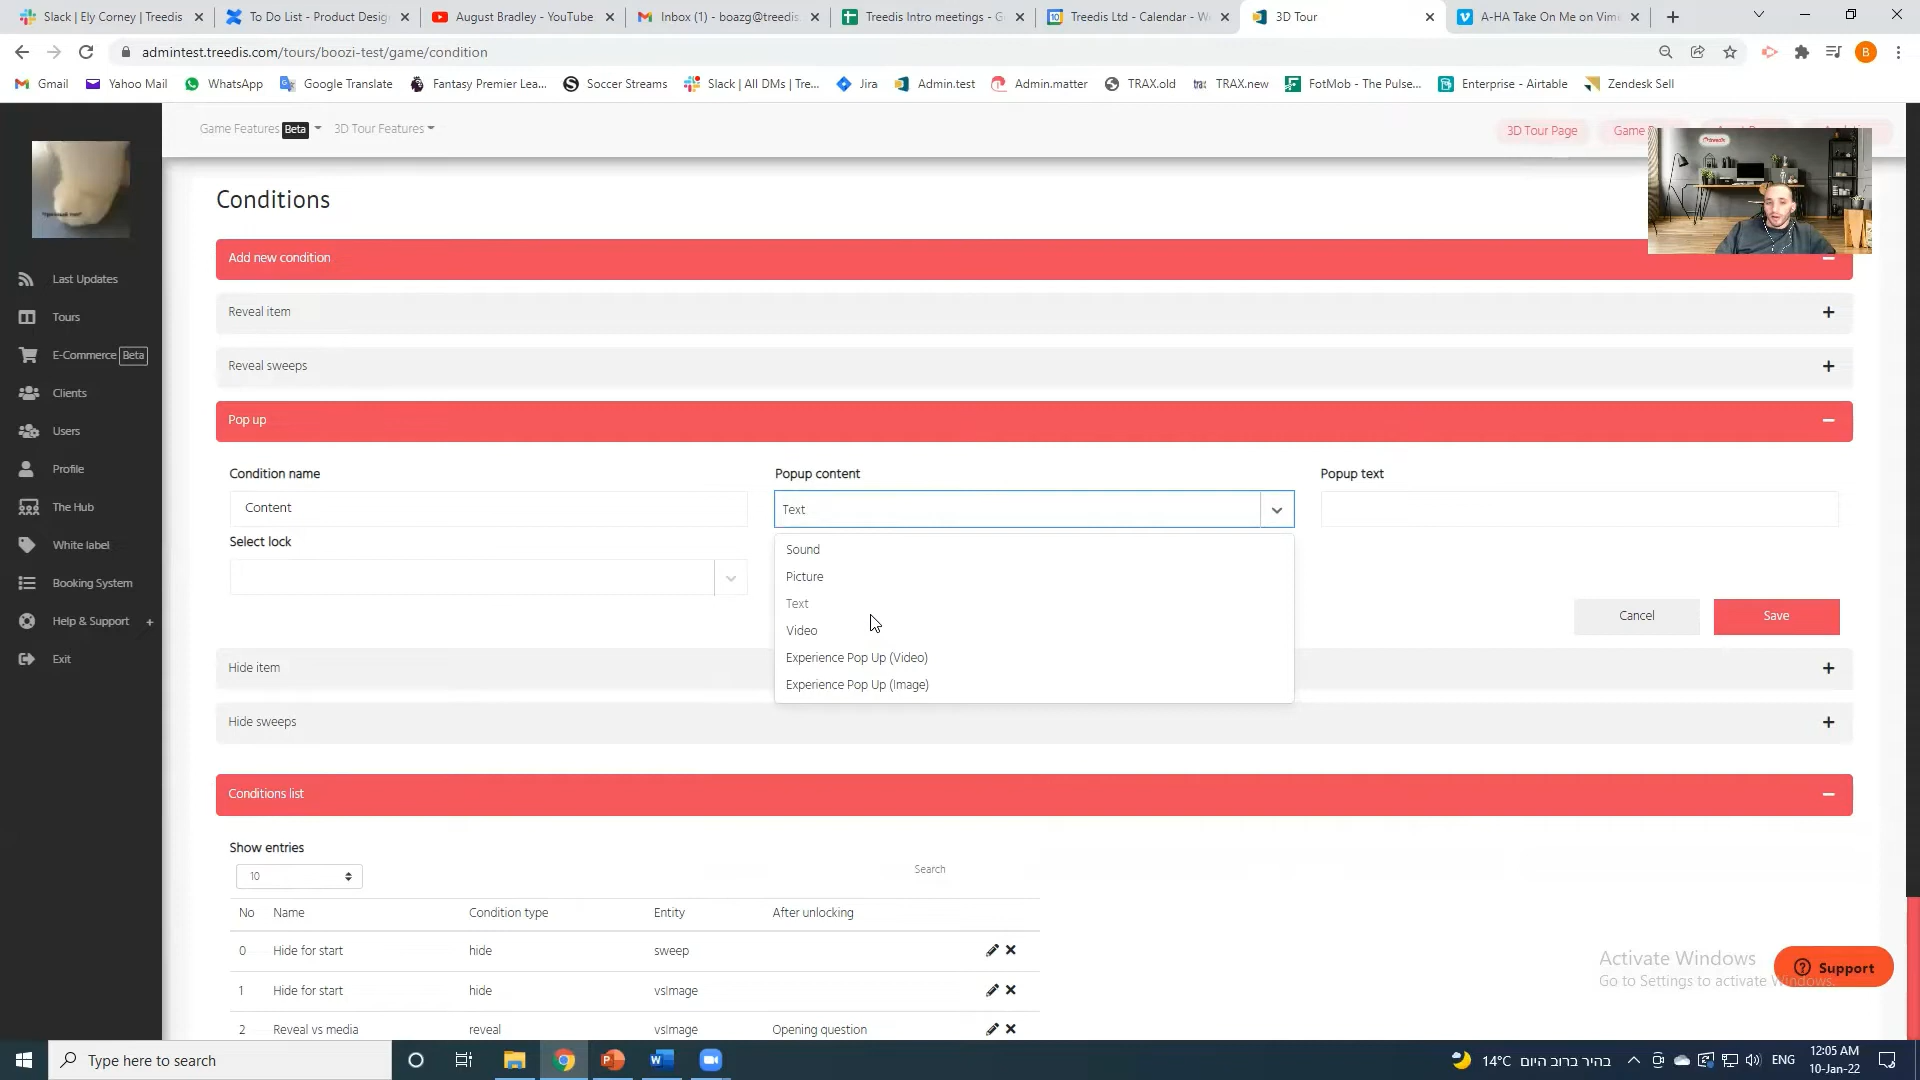 Slack | Ely Corney | Treedis
To Do List - Product Desig
August Bradley - YouTube
Inbox (1) - boazg@treedis.
Treedis Intro meetings - G
Treedis Ltd - Calendar - W
3D Tour
A-HA Take On Me on Vim
admintest.treedis.com/tours/boozi-test/game/condition
B
Gmail
Yahoo Mail
WhatsApp
Google Translate
Fantasy Premier Lea...
Soccer Streams
Slack | All DMs | Tre...
Jira
Admin.test
Admin.matter
TRAX.old
TRAX.new
FotMob - The Pulse...
Enterprise - Airtable
Zendesk Sell
Game Features Beta
3D Tour Features
3D Tour Page
Game
Last Updates
Tours
E-Commerce Beta
Clients
Users
Profile
The Hub
White label
Booking System
Help & Support +
Exit
Conditions
Add new condition
Reveal item
Reveal sweeps
Pop up
Condition name
Popup content
Popup text
Content
Text
Select lock
Sound
Picture
Text
Video
Experience Pop Up (Video)
Experience Pop Up (Image)
Cancel
Save
Hide item
Hide sweeps
Conditions list
Show entries
10
Search
No Name Condition type Entity After unlocking
0 Hide for start hide sweep
1 Hide for start hide vsImage
2 Reveal vs media reveal vsImage Opening question
Activate Windows
Go to Settings to activate Windows.
Support
Type here to search
14°C בהיר ברוב היום
ENG
12:05 AM
10-Jan-22